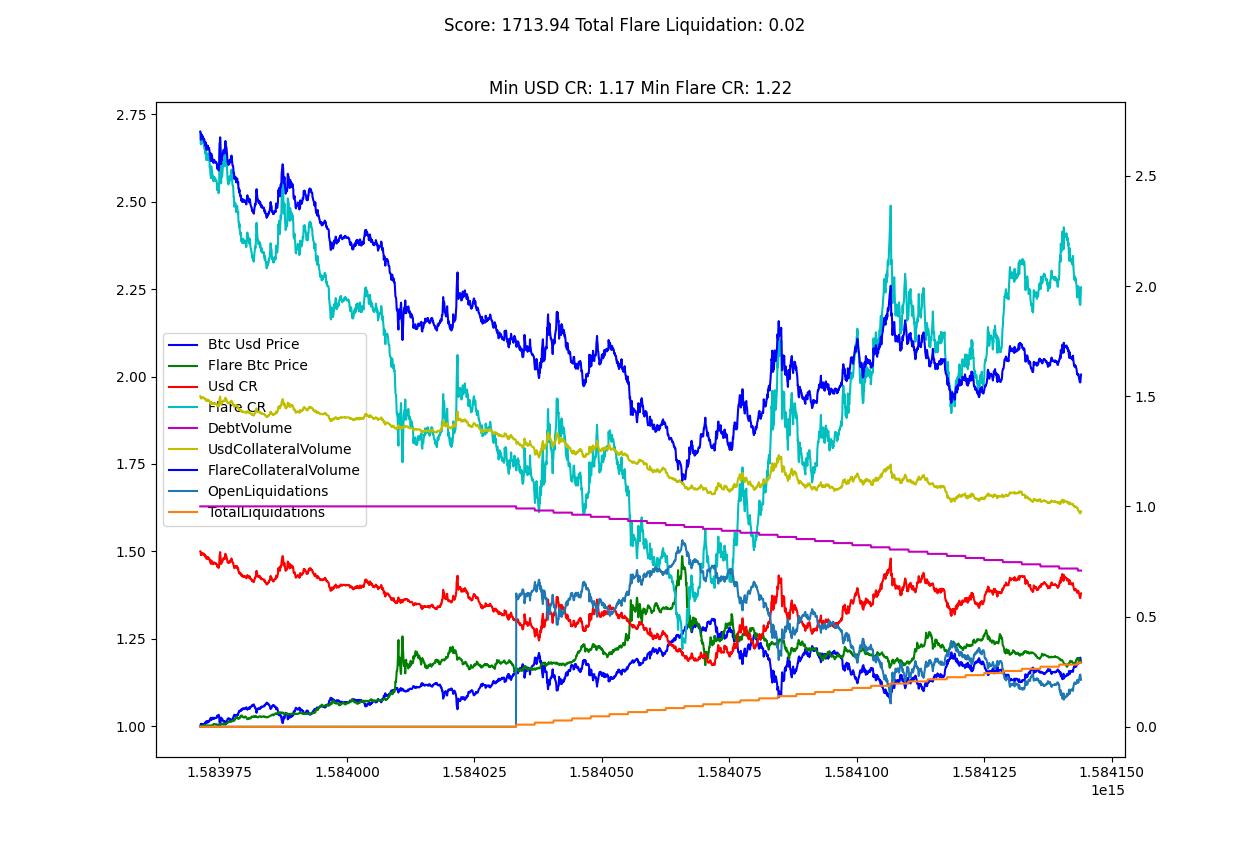 Score: 1713.94 Total Flare Liquidation: 0.02
Min USD CR: 1.17 Min Flare CR: 1.22
2.75
2.50
2.25
2.00
1.75
1.50
1.25
1.00
2.5
2.0
1.5
1.0
0.5
0.0
Btc Usd Price
Flare Btc Price
Usd CR
Flare CR
DebtVolume
UsdCollateralVolume
FlareCollateralVolume
OpenLiquidations
TotalLiquidations
1.583975 1.584000 1.584025 1.584050 1.584075 1.584100 1.584125 1.584150
1e15